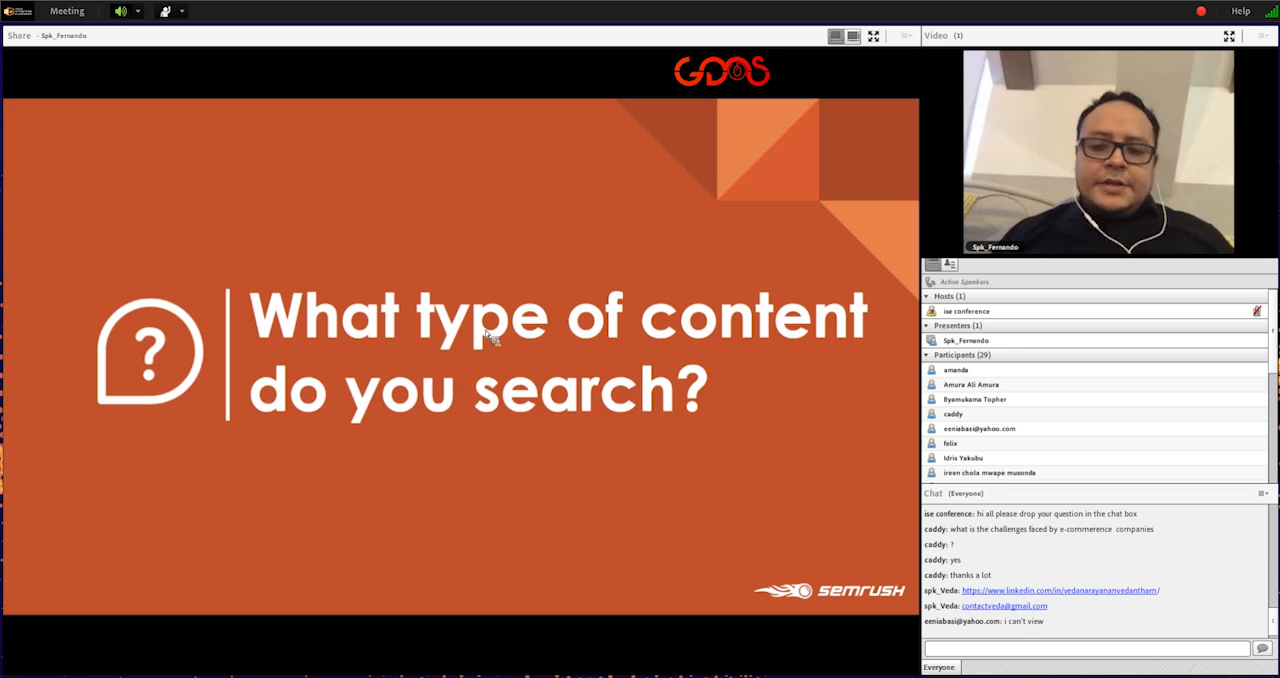 Meeting
Help
Share - Spk_Fernando
Video (1)
GDOS
What type of content
do you search?
semrush
Spk_Fernando
Active Speakers
Hosts (1)
ise conference
Presenters (1)
Spk_Fernando
Participants (29)
amanda
Amura Ali Amura
Byamukama Topher
caddy
eeniabasi@yahoo.com
felix
Idris Yakubu
ireen chola mwape musonda
Chat (Everyone)
ise conference: hi all please drop your question in the chat box
caddy: what is the challenges faced by e-commerence companies
caddy: ?
caddy: yes
caddy: thanks a lot
spk_Veda: https://www.linkedin.com/in/vedanarayananvedantham/
spk_Veda: contactveda@gmail.com
eeniabasi@yahoo.com: i can't view
Everyone